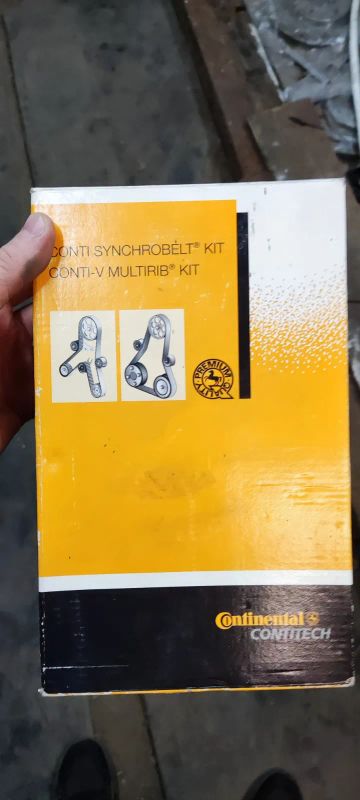 CONTI SYNCHROBELT® KIT
CONTI-V MULTIRIB® KIT
PREMIUM
QUALITY
Continental
CONTITECH